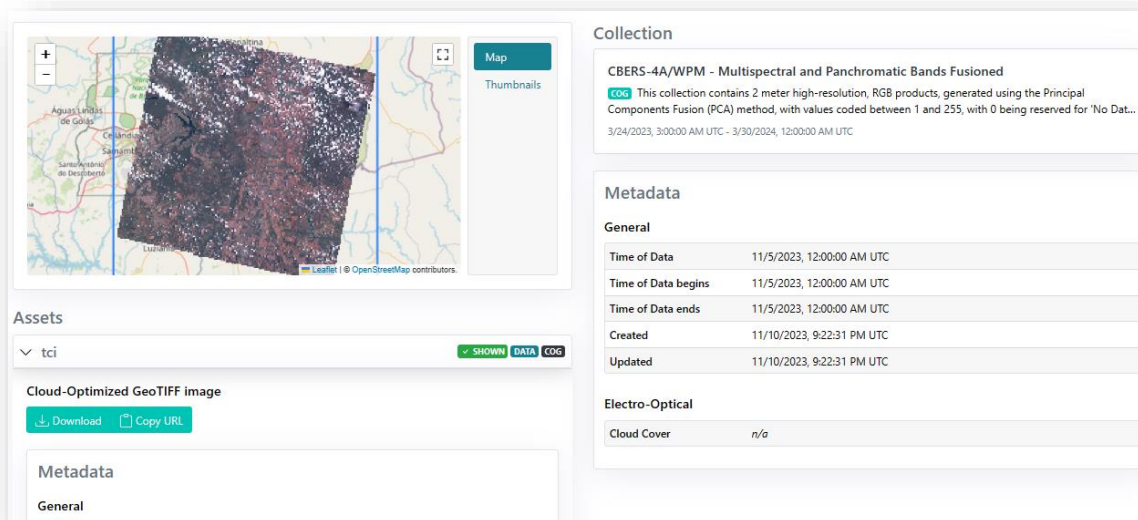 +
−
Planaltina
Águas Lindas
de Goiás
Ceilândia
Samamb
Santo Antônio
do Descoberto
Luziânia
Leaflet | © OpenStreetMap contributors.
Map
Thumbnails
Assets
tci
SHOWN DATA COG
Cloud-Optimized GeoTIFF image
Download Copy URL
Metadata
General
Collection
CBERS-4A/WPM - Multispectral and Panchromatic Bands Fusioned
COG This collection contains 2 meter high-resolution, RGB products, generated using the Principal
Components Fusion (PCA) method, with values coded between 1 and 255, with 0 being reserved for 'No Dat...
3/24/2023, 3:00:00 AM UTC - 3/30/2024, 12:00:00 AM UTC
Metadata
General
Time of Data 11/5/2023, 12:00:00 AM UTC
Time of Data begins 11/5/2023, 12:00:00 AM UTC
Time of Data ends 11/5/2023, 12:00:00 AM UTC
Created 11/10/2023, 9:22:31 PM UTC
Updated 11/10/2023, 9:22:31 PM UTC
Electro-Optical
Cloud Cover n/a